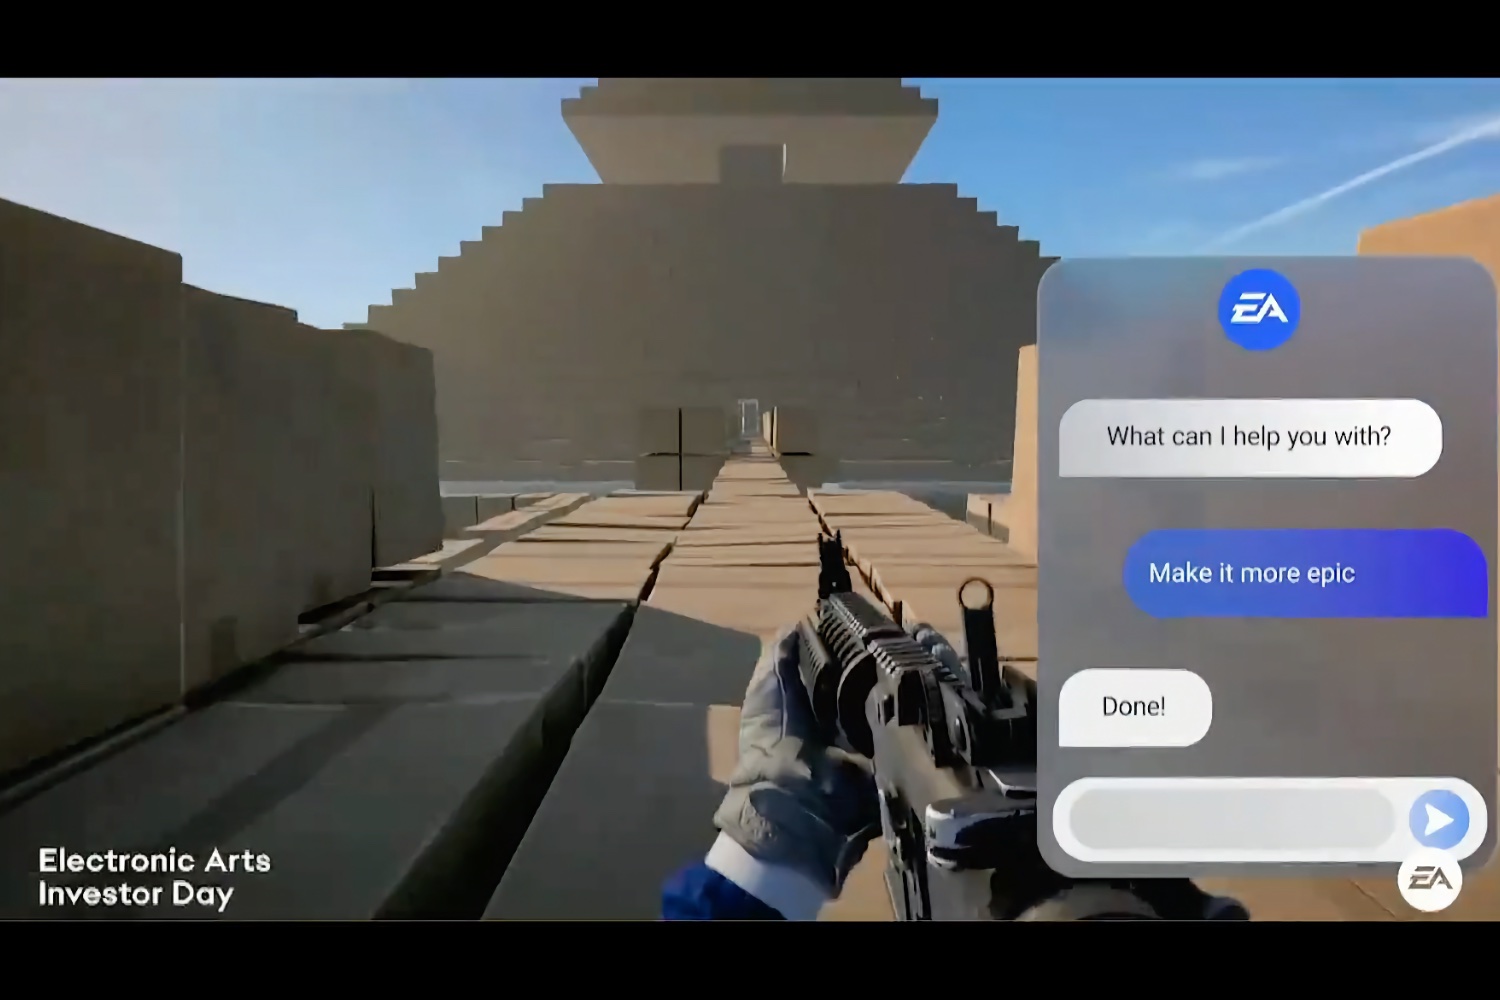 EA
What can I help you with?
Make it more epic
Done!
Electronic Arts
Investor Day
EA